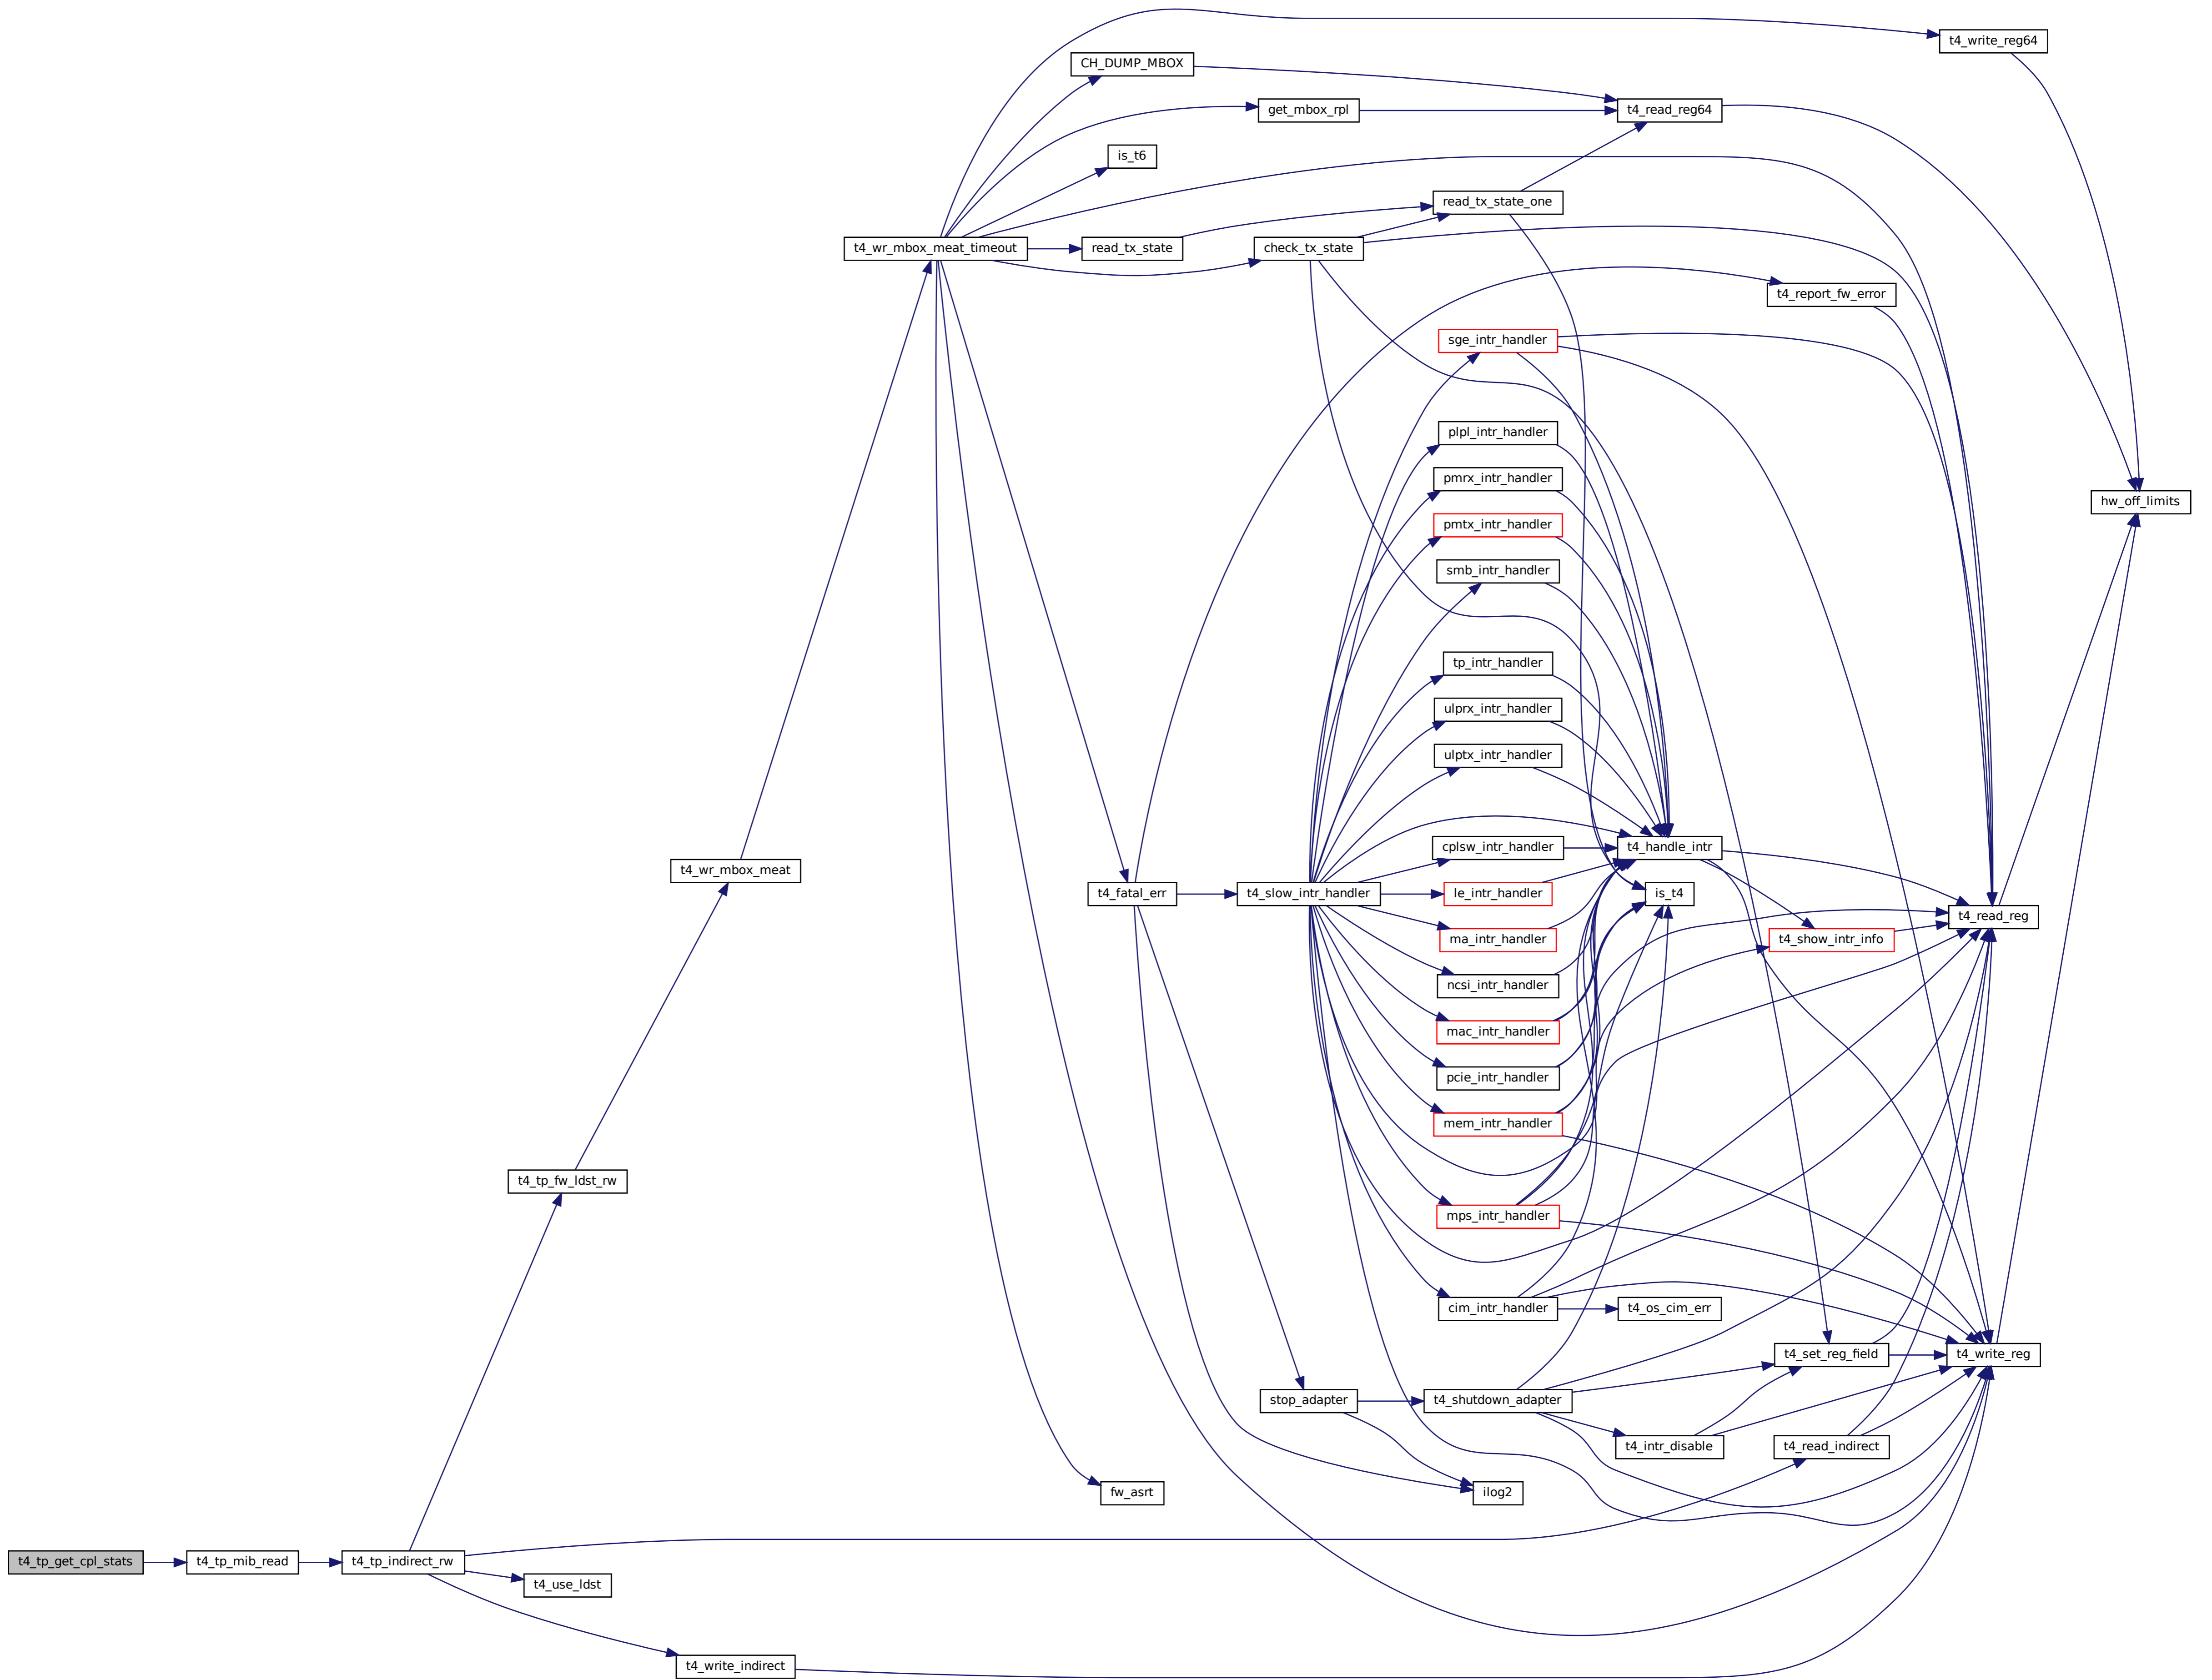 t4_write_reg64
CH_DUMP_MBOX
get_mbox_rpl
t4_read_reg64
is_t6
read_tx_state_one
t4_wr_mbox_meat_timeout
read_tx_state
check_tx_state
t4_report_fw_error
sge_intr_handler
plpl_intr_handler
pmrx_intr_handler
hw_off_limits
pmtx_intr_handler
smb_intr_handler
tp_intr_handler
ulprx_intr_handler
ulptx_intr_handler
cplsw_intr_handler
t4_handle_intr
t4_wr_mbox_meat
t4_fatal_err
t4_slow_intr_handler
le_intr_handler
is_t4
t4_read_reg
ma_intr_handler
t4_show_intr_info
ncsi_intr_handler
mac_intr_handler
pcie_intr_handler
mem_intr_handler
t4_tp_fw_ldst_rw
mps_intr_handler
cim_intr_handler
t4_os_cim_err
t4_set_reg_field
t4_write_reg
stop_adapter
t4_shutdown_adapter
t4_intr_disable
t4_read_indirect
fw_asrt
ilog2
t4_tp_get_cpl_stats
t4_tp_mib_read
t4_tp_indirect_rw
t4_use_ldst
t4_write_indirect